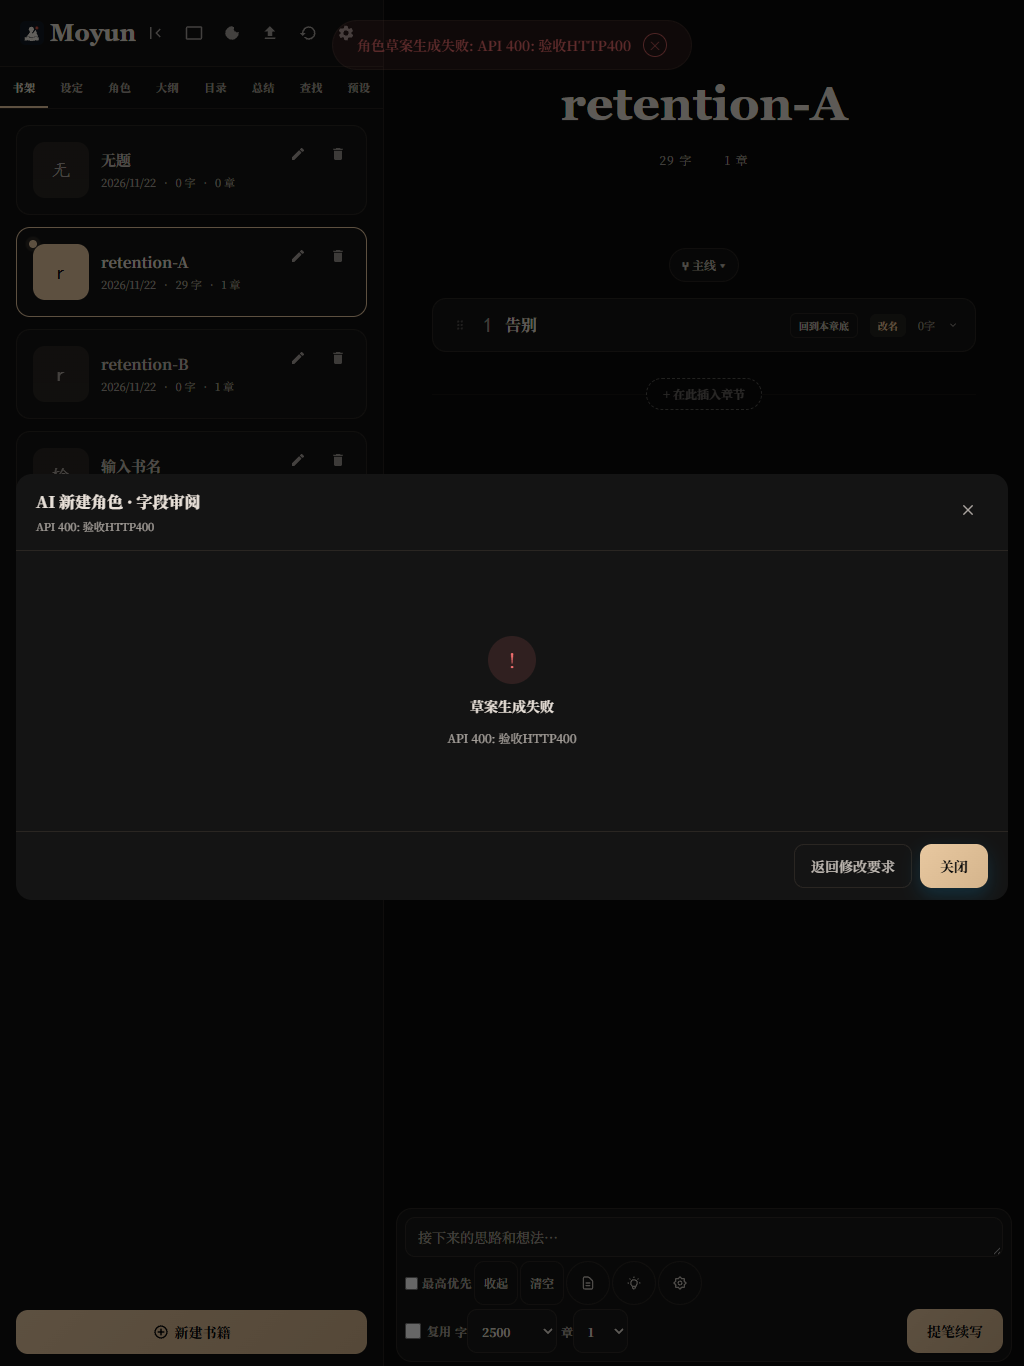 Moyun
角色草案生成失败: API 400: 验收HTTP400
书架 设定 角色 大纲 目录 总结 查找 预设
无
无题
2026/11/22 · 0 字 · 0 章
r
retention-A
2026/11/22 · 29 字 · 1 章
r
retention-B
2026/11/22 · 0 字 · 1 章
输入书名
retention-A
29 字 1 章
主线
1 告别 回到本章底 改名 0字
+ 在此插入章节
AI 新建角色 · 字段审阅
API 400: 验收HTTP400
!
草案生成失败
API 400: 验收HTTP400
返回修改要求 关闭
接下来的思路和想法…
最高优先 收起 清空
复用 字 2500 章 1 提笔续写
新建书籍